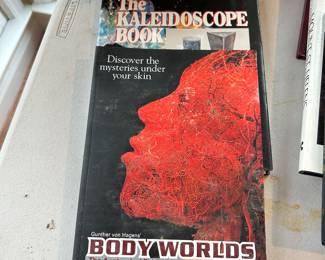 The
KALEIDOSCOPE
BOOK
Discover the
mysteries under
your skin
Gunther von Hagens'
BODY WORLDS